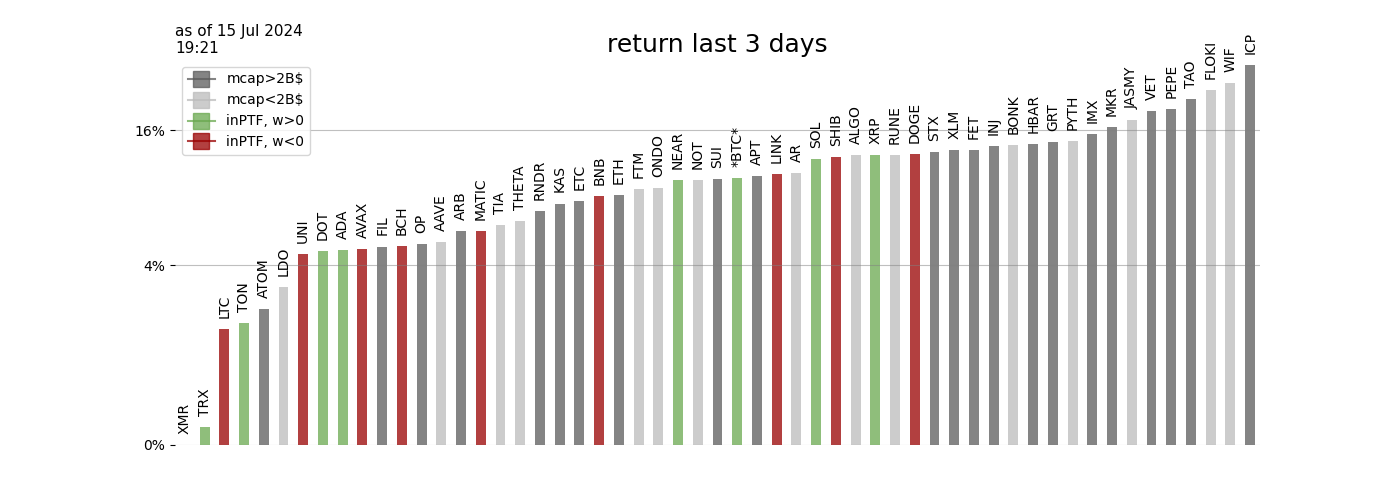 as of 15 Jul 2024
19:21
return last 3 days
mcap>2B$
mcap<2B$
inPTF, w>0
inPTF, w<0
16%
4%
0%
XMR
TRX
LTC
TON
ATOM
LDO
UNI
DOT
ADA
AVAX
FIL
BCH
OP
AAVE
ARB
MATIC
TIA
THETA
RNDR
KAS
ETC
BNB
ETH
FTM
ONDO
NEAR
NOT
SUI
*BTC*
APT
LINK
AR
SOL
SHIB
ALGO
XRP
RUNE
DOGE
STX
XLM
FET
INJ
BONK
HBAR
GRT
PYTH
IMX
MKR
JASMY
VET
PEPE
TAO
FLOKI
WIF
ICP